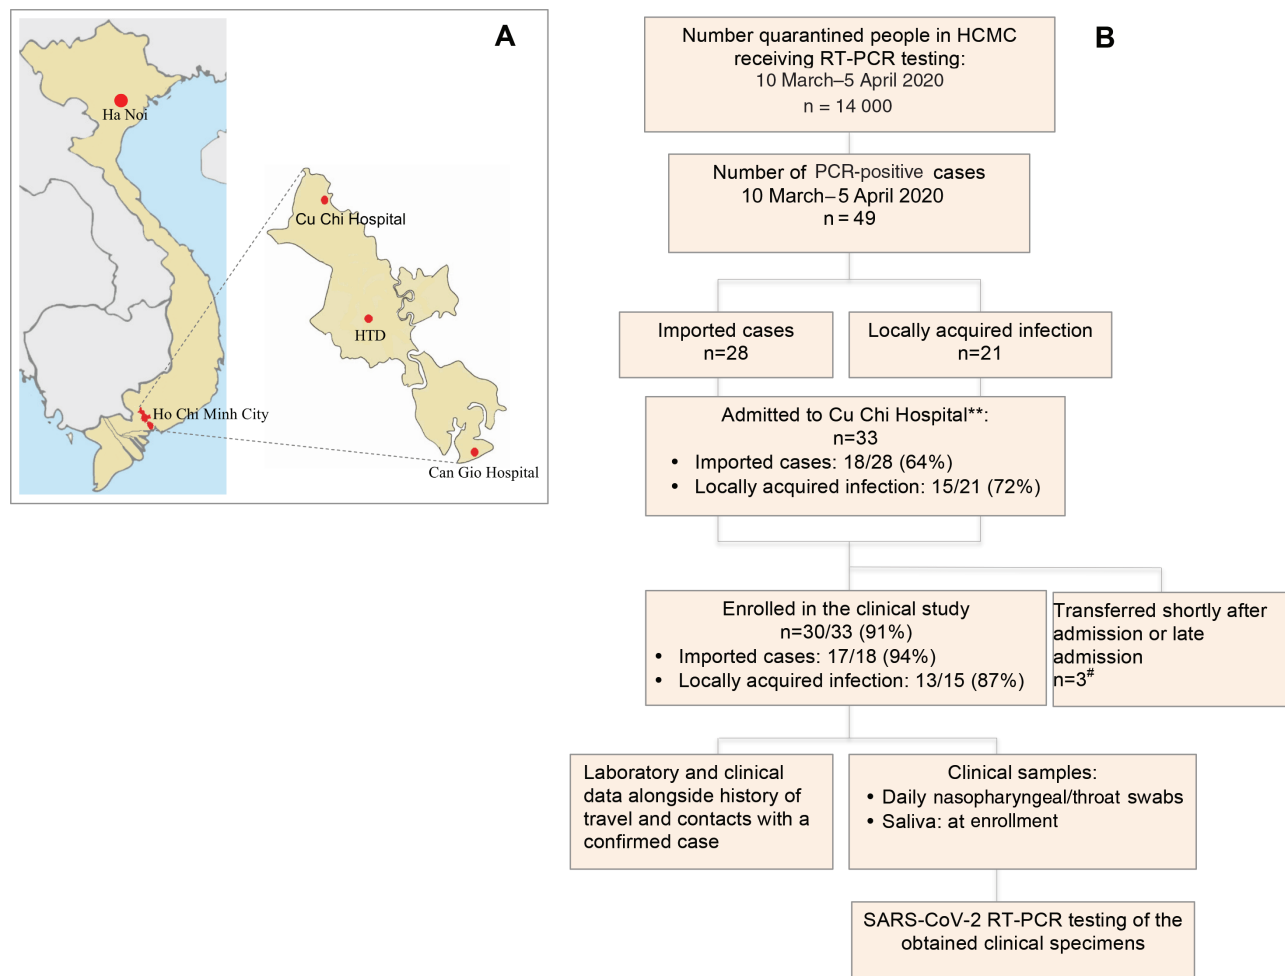 A
Ha Noi
Cu Chi Hospital
HTD
Ho Chi Minh City
Can Gio Hospital
B
Number quarantined people in HCMC
receiving RT-PCR testing:
10 March–5 April 2020
n = 14 000
Number of PCR-positive cases
10 March–5 April 2020
n = 49
Imported cases
n=28
Locally acquired infection
n=21
Admitted to Cu Chi Hospital**:
n=33
• Imported cases: 18/28 (64%)
• Locally acquired infection: 15/21 (72%)
Enrolled in the clinical study
n=30/33 (91%)
• Imported cases: 17/18 (94%)
• Locally acquired infection: 13/15 (87%)
Transferred shortly after
admission or late
admission
n=3#
Laboratory and clinical
data alongside history of
travel and contacts with a
confirmed case
Clinical samples:
• Daily nasopharyngeal/throat swabs
• Saliva: at enrollment
SARS-CoV-2 RT-PCR testing of the
obtained clinical specimens